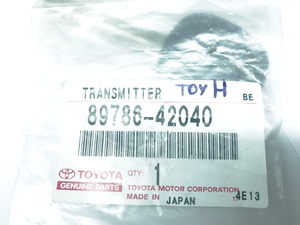 TRANSMITTER TOY H
BE
89786-42040
TOYOTA QTY: 1
GENUINE PARTS TOYOTA MOTOR CORPORATION
MADE IN JAPAN 4E13